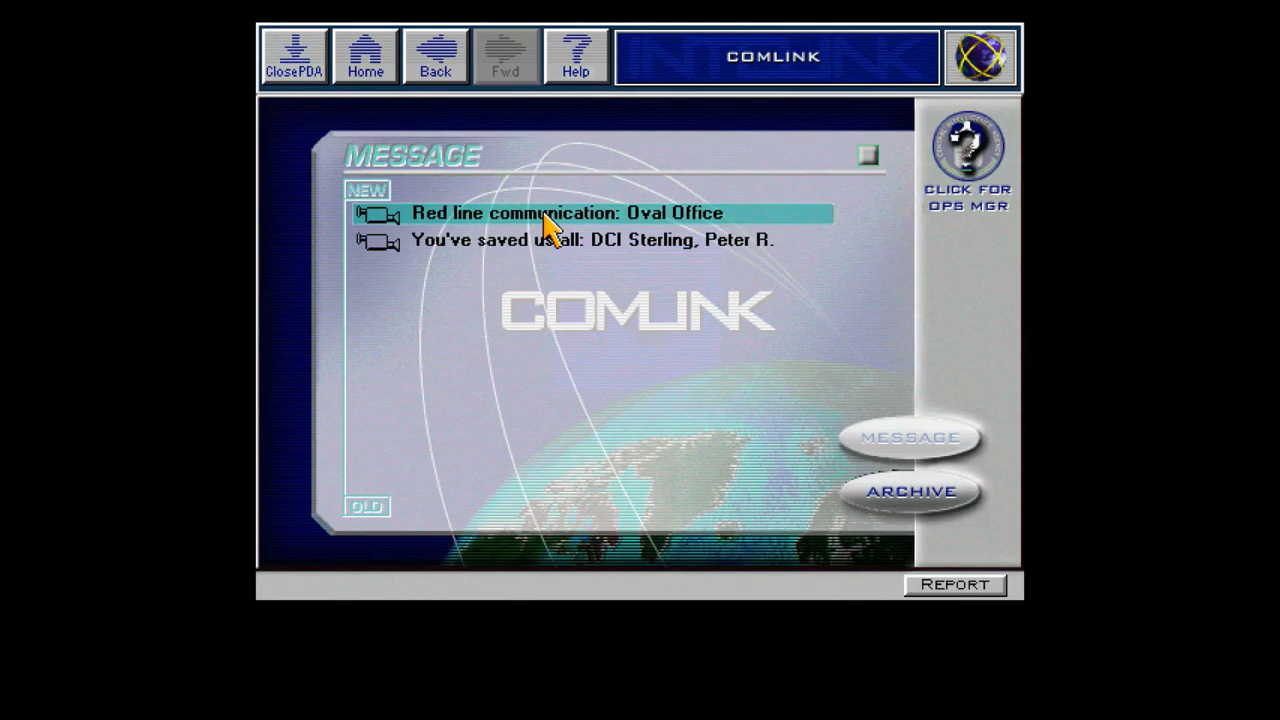 ClosePDA
Home
Back
Fwd
Help
COMLINK
CLICK FOR
OPS MGR
MESSAGE
NEW
Red line communication: Oval Office
You've saved us all: DCI Sterling, Peter R.
COMLINK
MESSAGE
ARCHIVE
OLD
REPORT